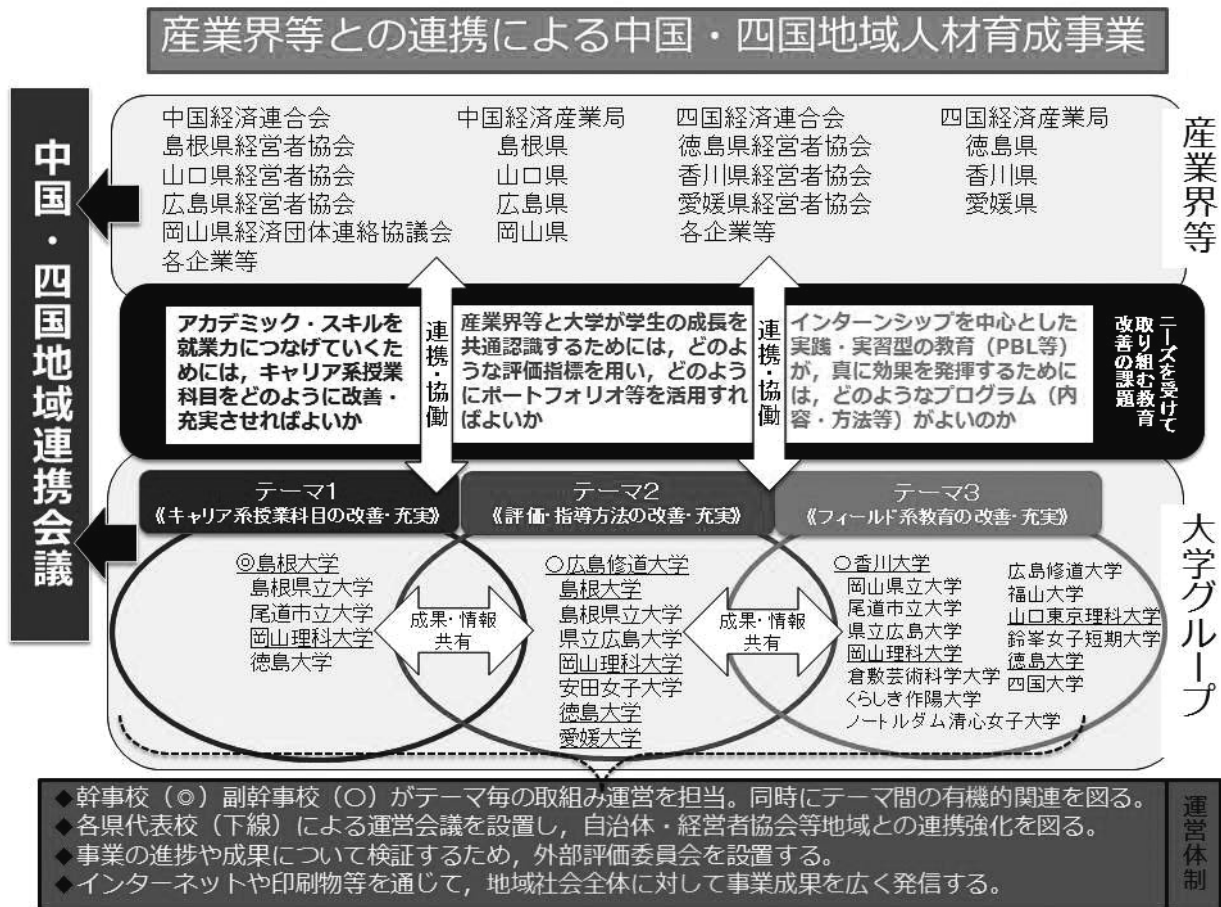 産業界等との連携による中国・四国地域人材育成事業
中国・四国地域連携会議
中国経済連合会
島根県経営者協会
山口県経営者協会
広島県経営者協会
岡山県経済団体連絡協議会
各企業等
中国経済産業局
島根県
山口県
広島県
岡山県
四国経済連合会
徳島県経営者協会
香川県経営者協会
愛媛県経営者協会
各企業等
四国経済産業局
徳島県
香川県
愛媛県
産業界等
アカデミック・スキルを
就業力につなげていくた
めには，キャリア系授業
科目をどのように改善・
充実させればよいか
連携・協働
産業界等と大学が学生の成長を
共通認識するためには，どのよ
うな評価指標を用い，どのよう
にポートフォリオ等を活用すれ
ばよいか
連携・協働
インターンシップを中心とした
実践・実習型の教育（PBL等）
が，真に効果を発揮するために
は，どのようなプログラム（内
容・方法等）がよいのか
ニーズを受けて
取り組む教育
改善の課題
テーマ1
《キャリア系授業科目の改善・充実》
テーマ2
《評価・指導方法の改善・充実》
テーマ3
《フィールド系教育の改善・充実》
◎島根大学
島根県立大学
尾道市立大学
岡山理科大学
徳島大学
成果・情報
共有
〇広島修道大学
島根大学
島根県立大学
県立広島大学
岡山理科大学
安田女子大学
徳島大学
愛媛大学
成果・情報
共有
〇香川大学
岡山県立大学
尾道市立大学
県立広島大学
岡山理科大学
倉敷芸術科学大学
くらしき作陽大学
ノートルダム清心女子大学
広島修道大学
福山大学
山口東京理科大学
鈴峯女子短期大学
徳島大学
四国大学
大学グループ
◆幹事校（◎）副幹事校（〇）がテーマ毎の取組み運営を担当。同時にテーマ間の有機的関連を図る。
◆各県代表校（下線）による運営会議を設置し，自治体・経営者協会等地域との連携強化を図る。
◆事業の進捗や成果について検証するため，外部評価委員会を設置する。
◆インターネットや印刷物等を通じて，地域社会全体に対して事業成果を広く発信する。
運営体制